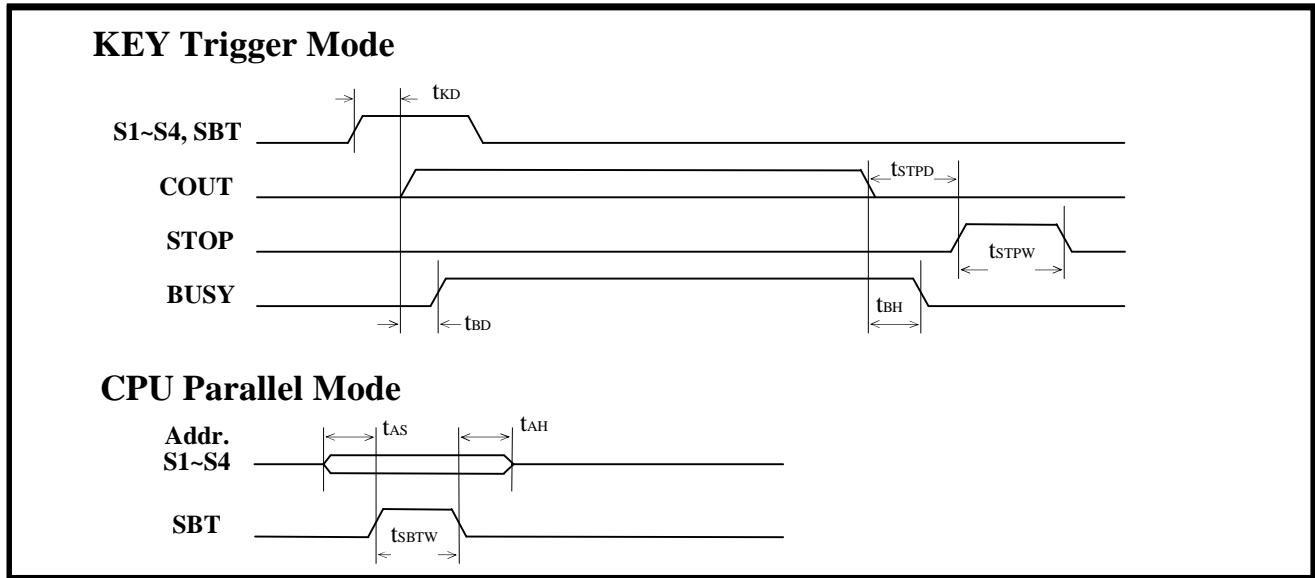 KEY Trigger Mode
tKD
S1~S4, SBT
COUT
tSTPD
STOP
tSTPW
BUSY
tBD
tBH
CPU Parallel Mode
Addr.
S1~S4
tAS
tAH
SBT
tSBTW